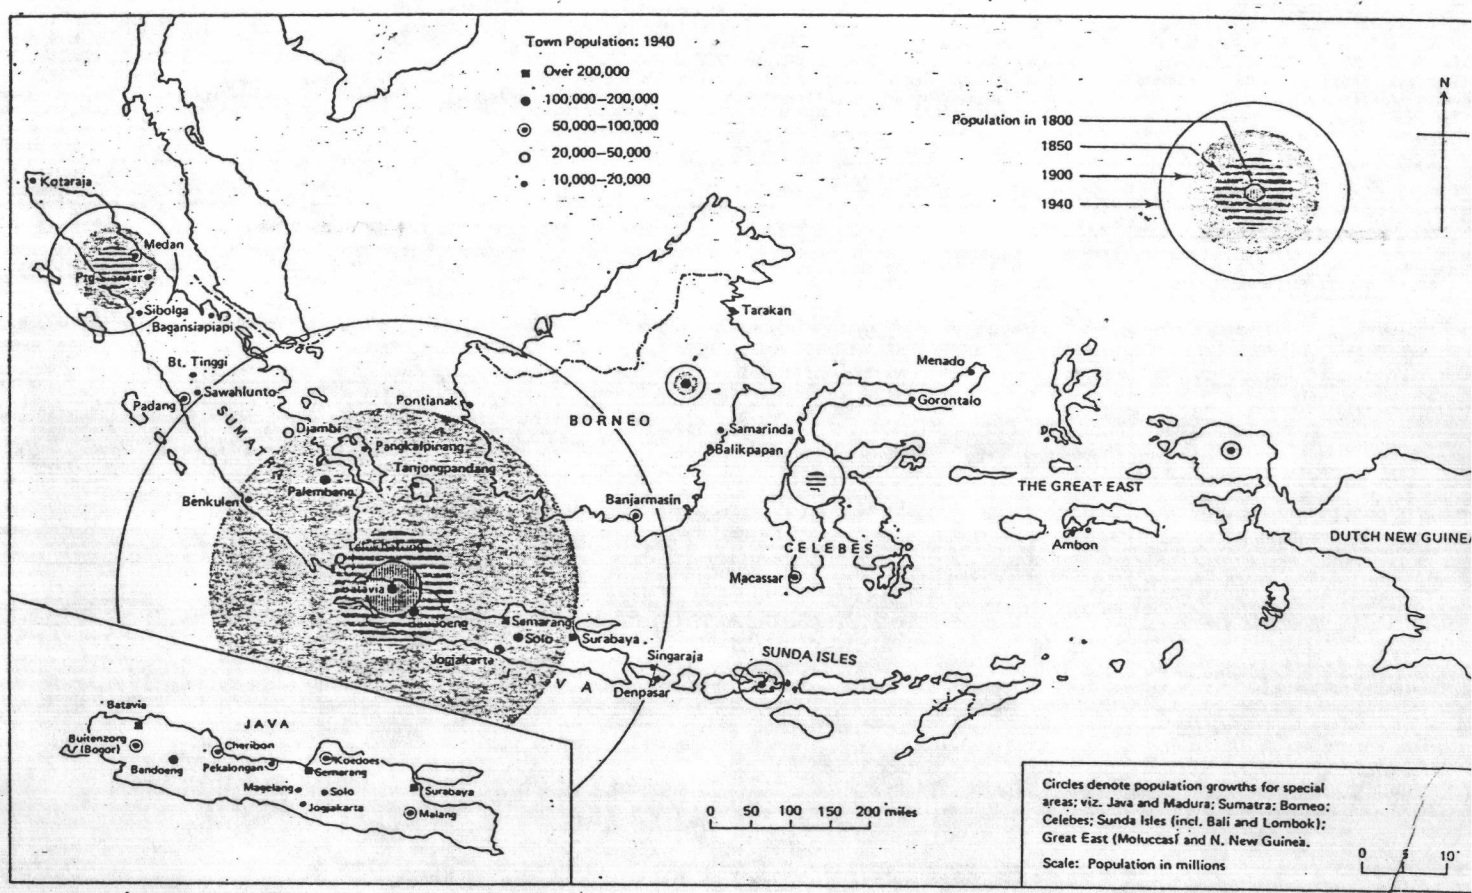 Town Population: 1940
Over 200,000
100,000–200,000
50,000–100,000
20,000–50,000
10,000–20,000
Population in 1800
1850
1900
1940
N
Kotaraja
Medan
Sibolga
Bagansiapiapi
Bt. Tinggi
Sawahlunto
Padang
SUMATRA
Djambi
Pangkalpinang
Tanjongpandang
Palembang
Benkulen
Batavia
Pontianak
BORNEO
Tarakan
Samarinda
Balikpapan
Banjarmasin
Menado
Gorontalo
CELEBES
Macassar
THE GREAT EAST
Ambon
DUTCH NEW GUINEA
Semarang
Solo
Surabaya
Jogjakarta
JAVA
Singaraja
Denpasar
SUNDA ISLES
Batavia
JAVA
Buitenzorg
(Bogor)
Cheribon
Koedoes
Bandoeng
Pekalongan
Semarang
Magelang
Solo
Surabaya
Jogjakarta
Malang
0 50 100 150 200 miles
Circles denote population growths for special
areas; viz. Java and Madura; Sumatra; Borneo;
Celebes; Sunda Isles (incl. Bali and Lombok);
Great East (Moluccas) and N. New Guinea.
Scale: Population in millions
0 5 10